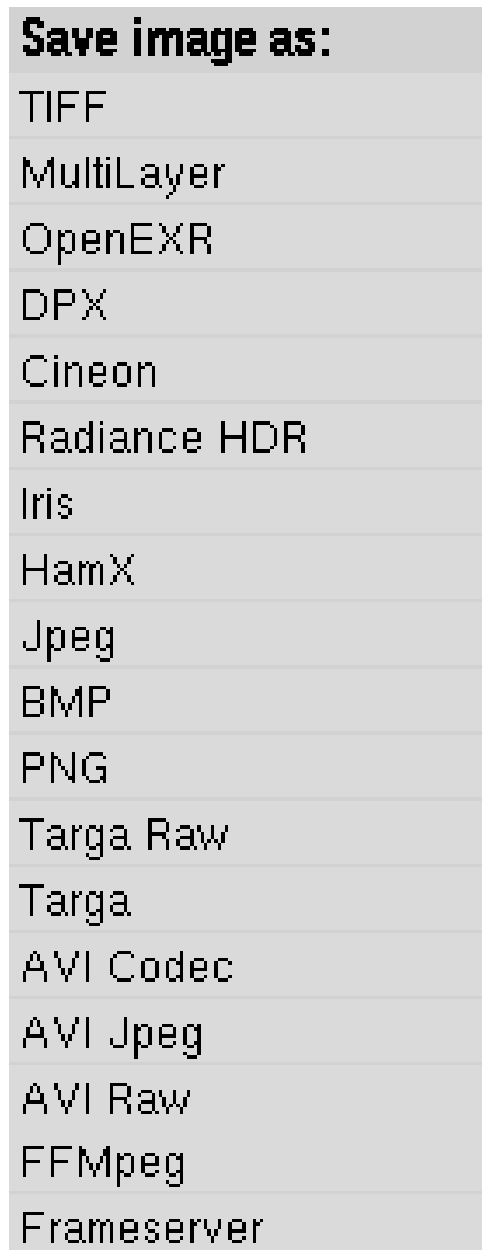 Save image as:
TIFF
MultiLayer
OpenEXR
DPX
Cineon
Radiance HDR
Iris
HamX
Jpeg
BMP
PNG
Targa Raw
Targa
AVI Codec
AVI Jpeg
AVI Raw
FFMpeg
Frameserver